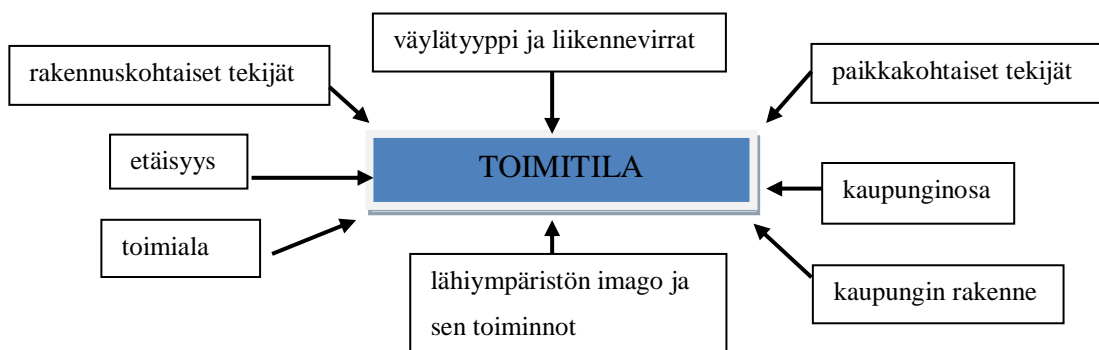 väylätyyppi ja liikennevirrat
rakennuskohtaiset tekijät
paikkakohtaiset tekijät
etäisyys
TOIMITILA
kaupunginosa
toimiala
lähiympäristön imago ja
sen toiminnot
kaupungin rakenne